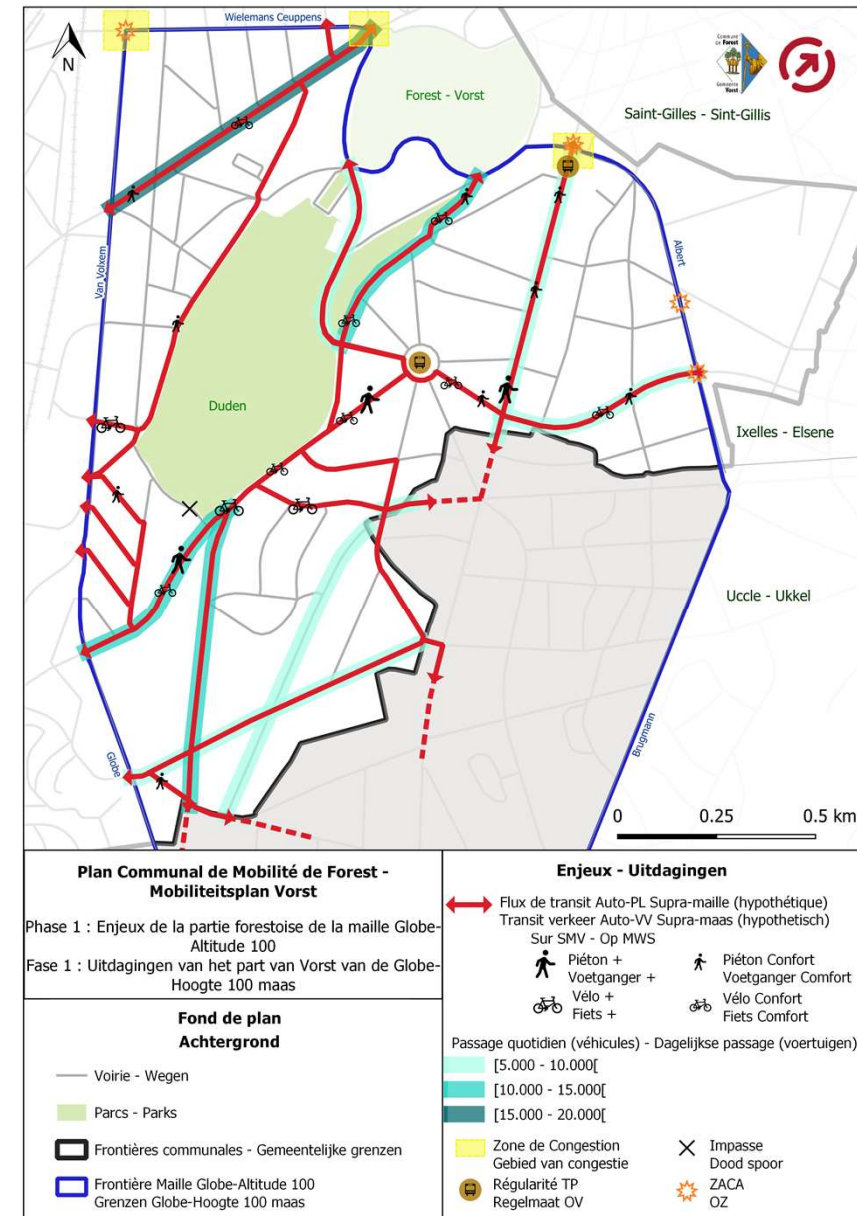 Wielemans Ceuppens
N
Commune
de Forest
Gemeente
Vorst
Forest - Vorst
Saint-Gilles - Sint-Gillis
Van Volxem
Albert
Duden
Ixelles - Elsene
Uccle - Ukkel
Globe
Brugmann
0 0.25 0.5 km
Plan Communal de Mobilité de Forest -
Mobiliteitsplan Vorst
Phase 1 : Enjeux de la partie forestoise de la maille Globe-
Altitude 100
Fase 1 : Uitdagingen van het part van Vorst van de Globe-
Hoogte 100 maas
Fond de plan
Achtergrond
Voirie - Wegen
Parcs - Parks
Frontières communales - Gemeentelijke grenzen
Frontière Maille Globe-Altitude 100
Grenzen Globe-Hoogte 100 maas
Enjeux - Uitdagingen
Flux de transit Auto-PL Supra-maille (hypothétique)
Transit verkeer Auto-VV Supra-maas (hypothetisch)
Sur SMV - Op MWS
Piéton +
Voetganger +
Piéton Confort
Voetganger Comfort
Vélo +
Fiets +
Vélo Confort
Fiets Comfort
Passage quotidien (véhicules) - Dagelijkse passage (voertuigen)
[5.000 - 10.000[
[10.000 - 15.000[
[15.000 - 20.000[
Zone de Congestion
Gebied van congestie
Impasse
Dood spoor
Régularité TP
Regelmaat OV
ZACA
OZ